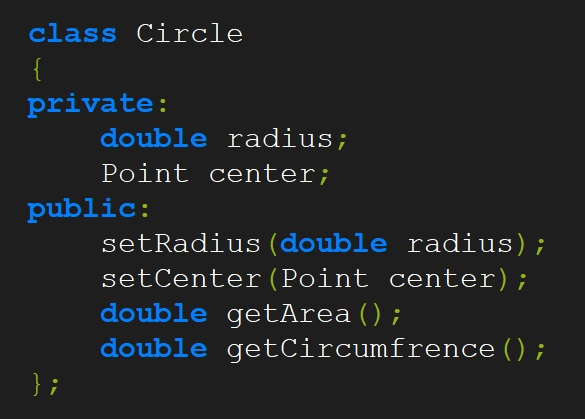 class Circle
{
private:
    double radius;
    Point center;
public:
    setRadius(double radius);
    setCenter(Point center);
    double getArea();
    double getCircumfrence();
};